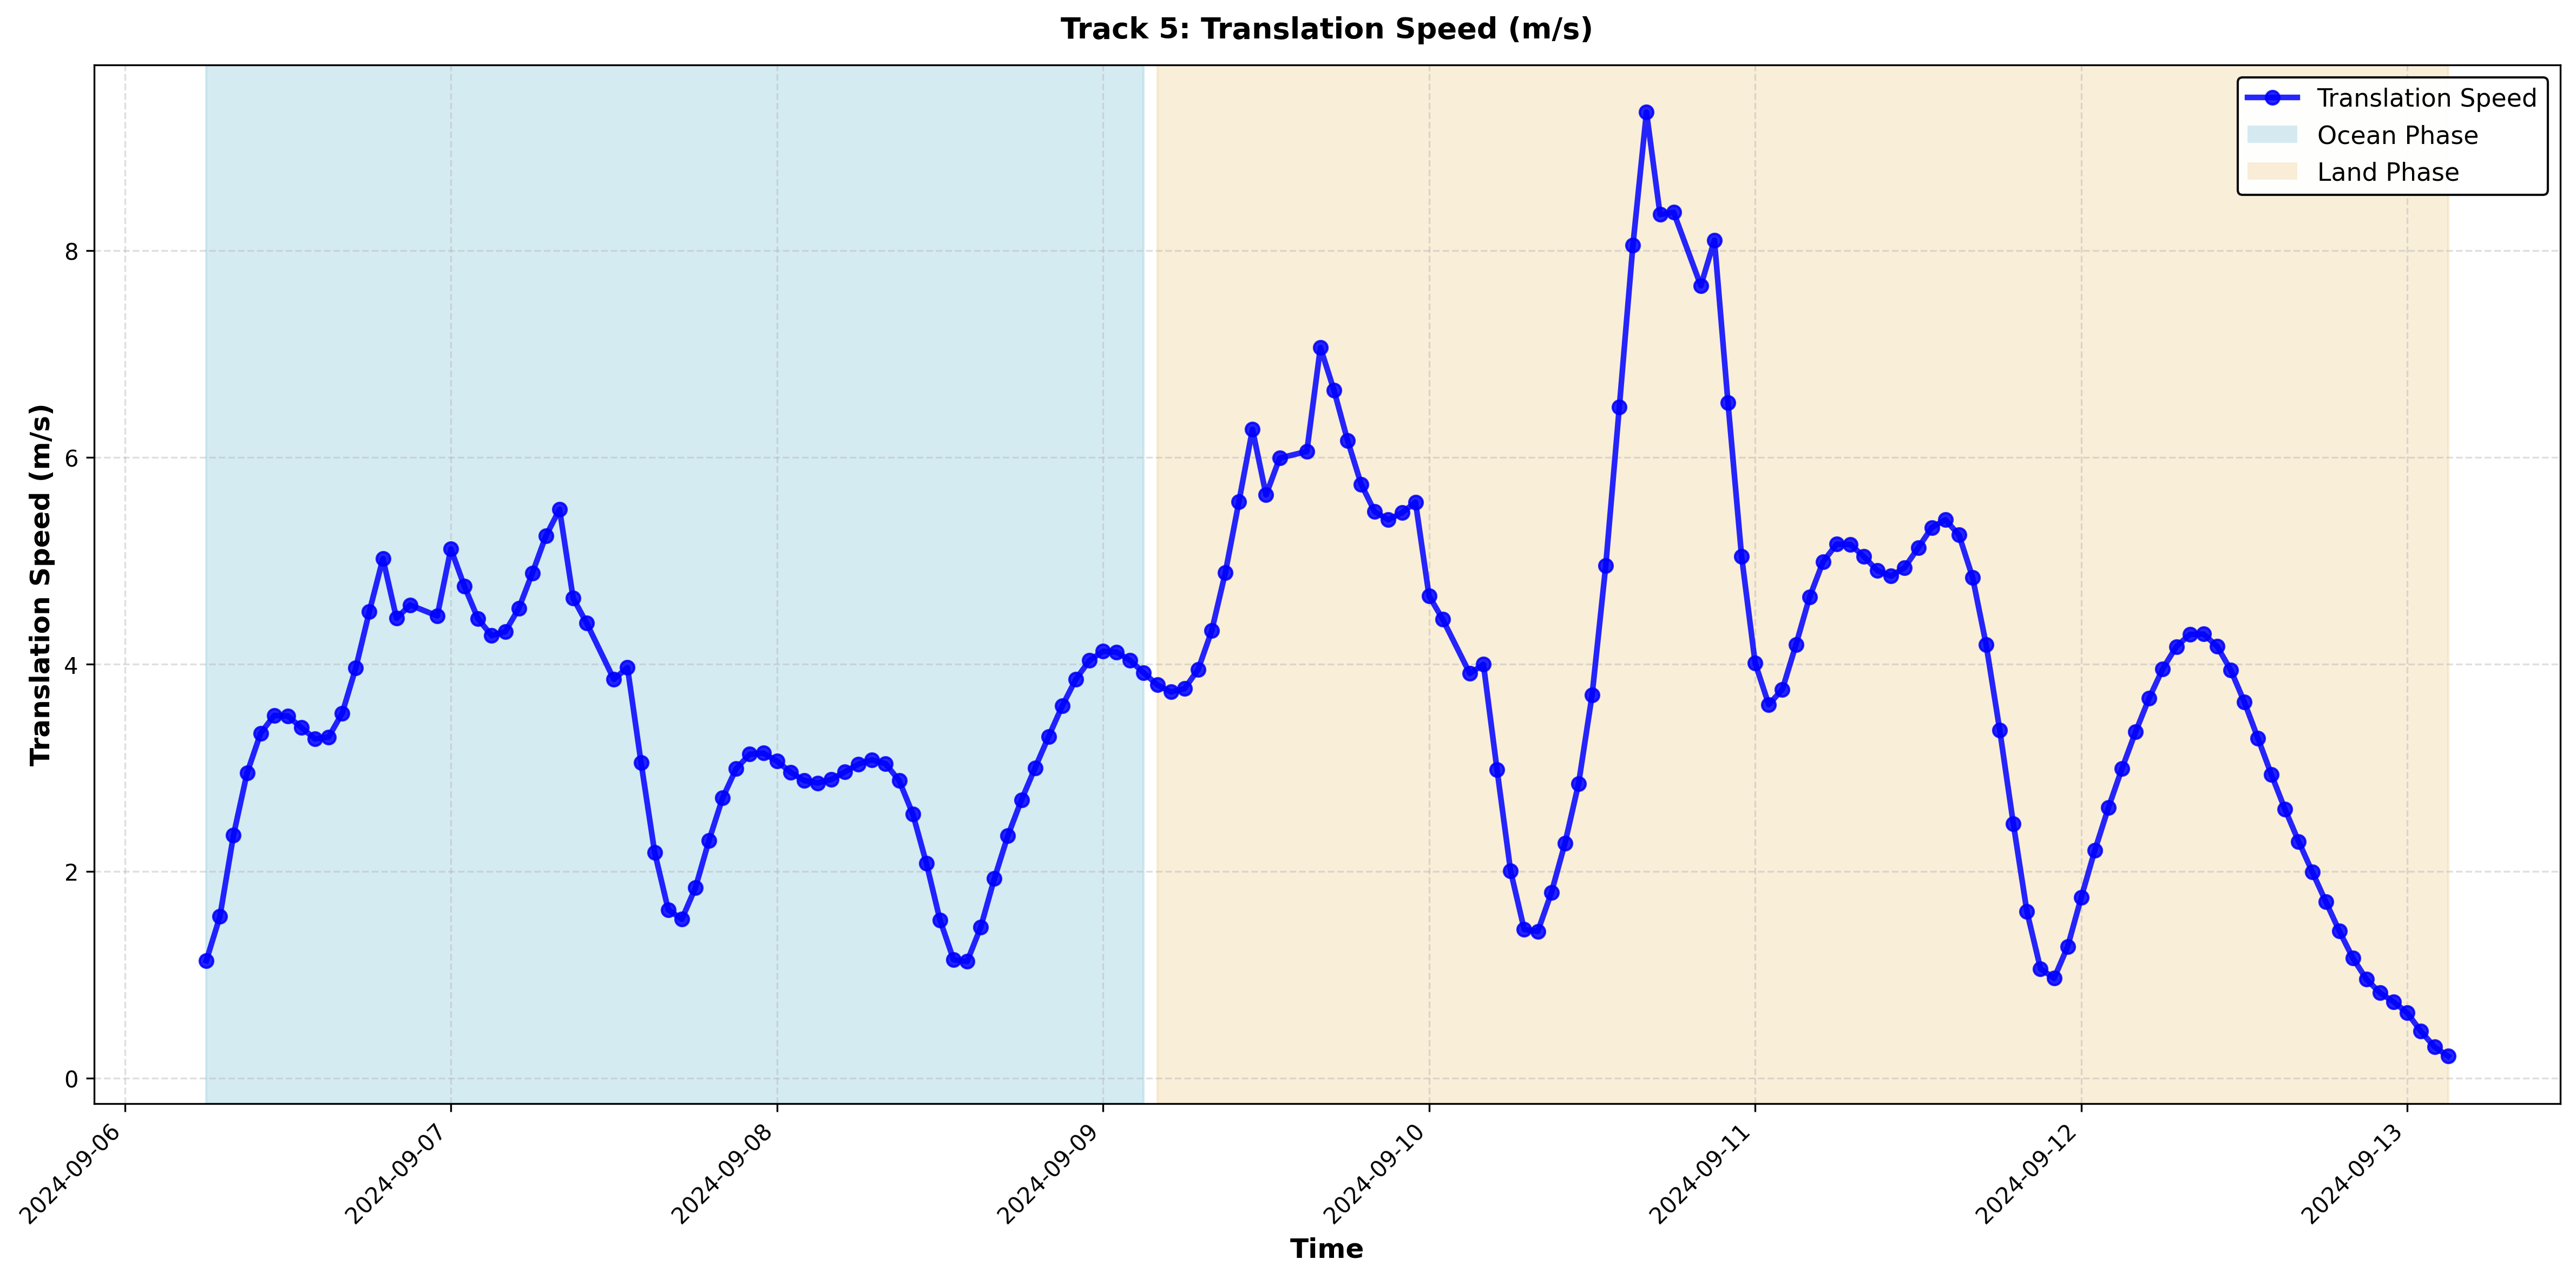 Track 5: Translation Speed (m/s)
Translation Speed
Ocean Phase
Land Phase
Translation Speed (m/s)
8
6
4
2
0
2024-09-06
2024-09-07
2024-09-08
2024-09-09
2024-09-10
2024-09-11
2024-09-12
2024-09-13
Time